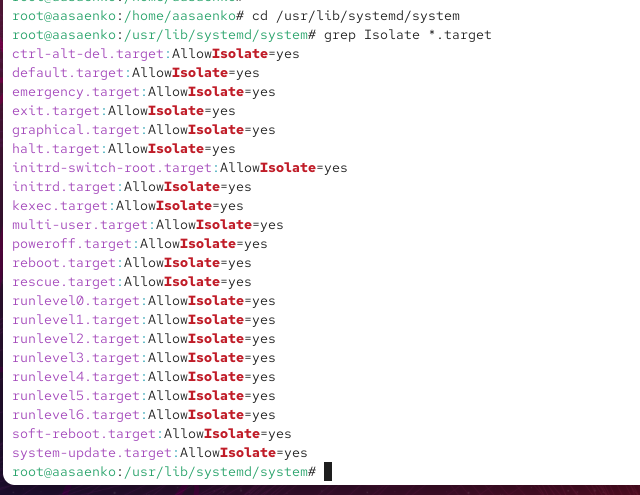 root@aasaenko:/home/aasaenko# cd /usr/lib/systemd/system
root@aasaenko:/usr/lib/systemd/system# grep Isolate *.target
ctrl-alt-del.target:AllowIsolate=yes
default.target:AllowIsolate=yes
emergency.target:AllowIsolate=yes
exit.target:AllowIsolate=yes
graphical.target:AllowIsolate=yes
halt.target:AllowIsolate=yes
initrd-switch-root.target:AllowIsolate=yes
initrd.target:AllowIsolate=yes
kexec.target:AllowIsolate=yes
multi-user.target:AllowIsolate=yes
poweroff.target:AllowIsolate=yes
reboot.target:AllowIsolate=yes
rescue.target:AllowIsolate=yes
runlevel0.target:AllowIsolate=yes
runlevel1.target:AllowIsolate=yes
runlevel2.target:AllowIsolate=yes
runlevel3.target:AllowIsolate=yes
runlevel4.target:AllowIsolate=yes
runlevel5.target:AllowIsolate=yes
runlevel6.target:AllowIsolate=yes
soft-reboot.target:AllowIsolate=yes
system-update.target:AllowIsolate=yes
root@aasaenko:/usr/lib/systemd/system#